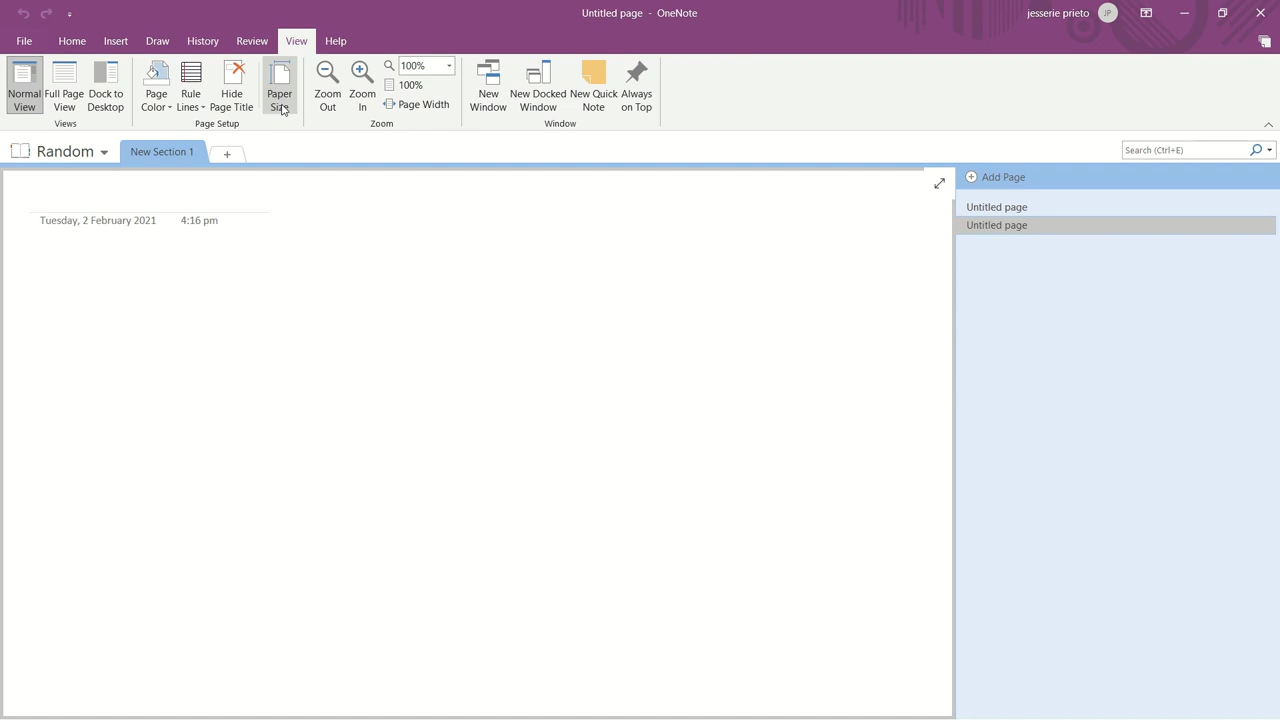 Untitled page - OneNote
jesserie prieto JP
File Home Insert Draw History Review View Help
Normal View
Full Page View
Dock to Desktop
Views
Page Color
Rule Lines
Hide Page Title
Paper Size
Page Setup
Zoom Out
Zoom In
100%
100%
Page Width
Zoom
New Window
New Docked Window
New Quick Note
Always on Top
Window
Random New Section 1
Search (Ctrl+E)
Add Page
Untitled page
Untitled page
Tuesday, 2 February 2021 4:16 pm